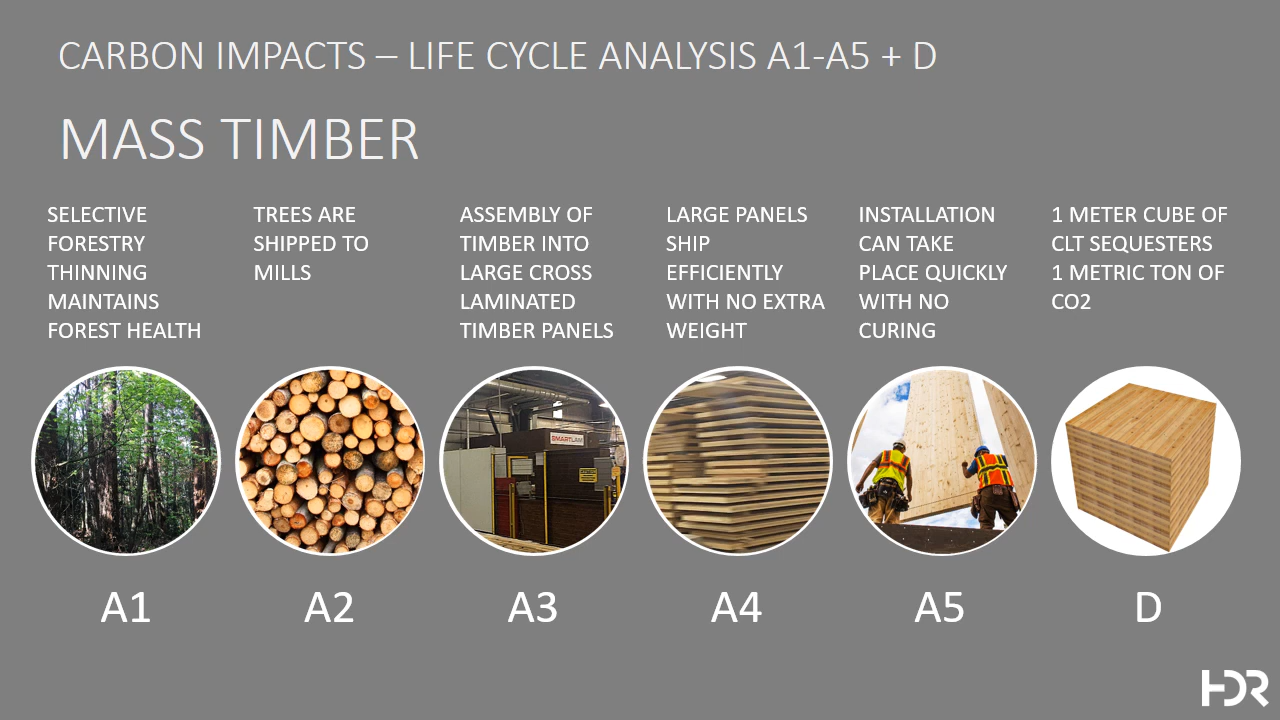 CARBON IMPACTS – LIFE CYCLE ANALYSIS A1-A5 + D
MASS TIMBER
SELECTIVE
FORESTRY
THINNING
MAINTAINS
FOREST HEALTH
TREES ARE
SHIPPED TO
MILLS
ASSEMBLY OF
TIMBER INTO
LARGE CROSS
LAMINATED
TIMBER PANELS
LARGE PANELS
SHIP
EFFICIENTLY
WITH NO EXTRA
WEIGHT
INSTALLATION
CAN TAKE
PLACE QUICKLY
WITH NO
CURING
1 METER CUBE OF
CLT SEQUESTERS
1 METRIC TON OF
CO2
SMARTLAM
A1
A2
A3
A4
A5
D
HDR